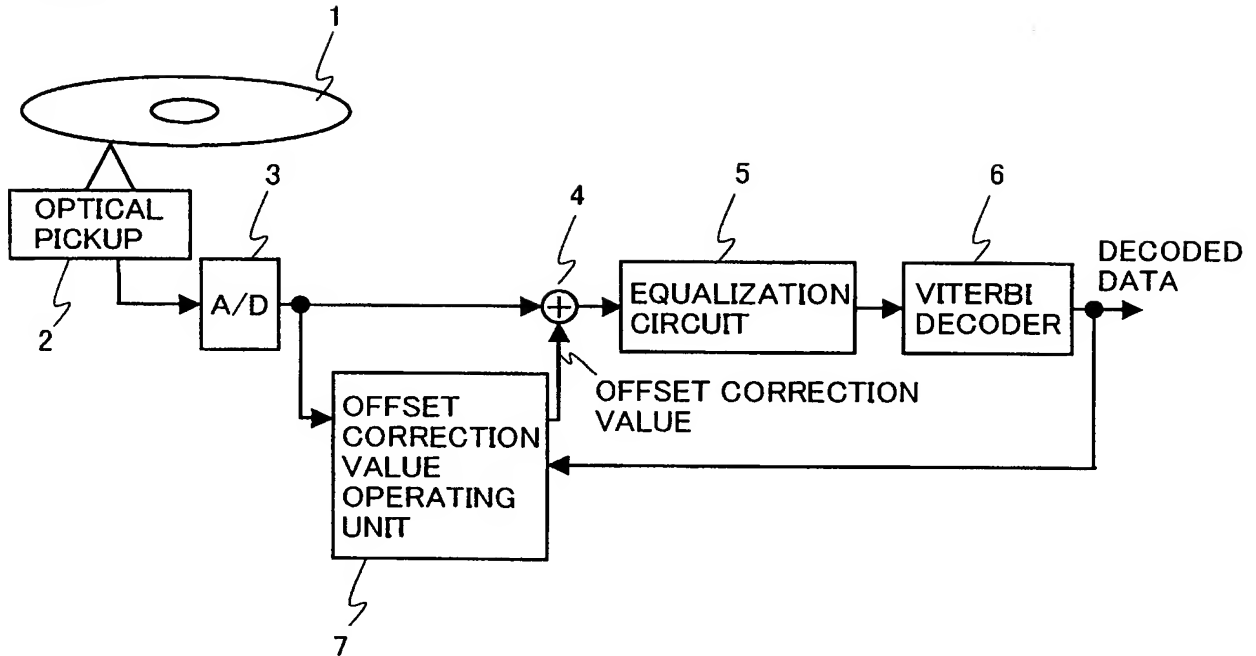 1
OPTICAL
PICKUP
2
3
A/D
4
5
EQUALIZATION
CIRCUIT
6
VITERBI
DECODER
DECODED
DATA
OFFSET CORRECTION
VALUE
OFFSET
CORRECTION
VALUE
OPERATING
UNIT
7